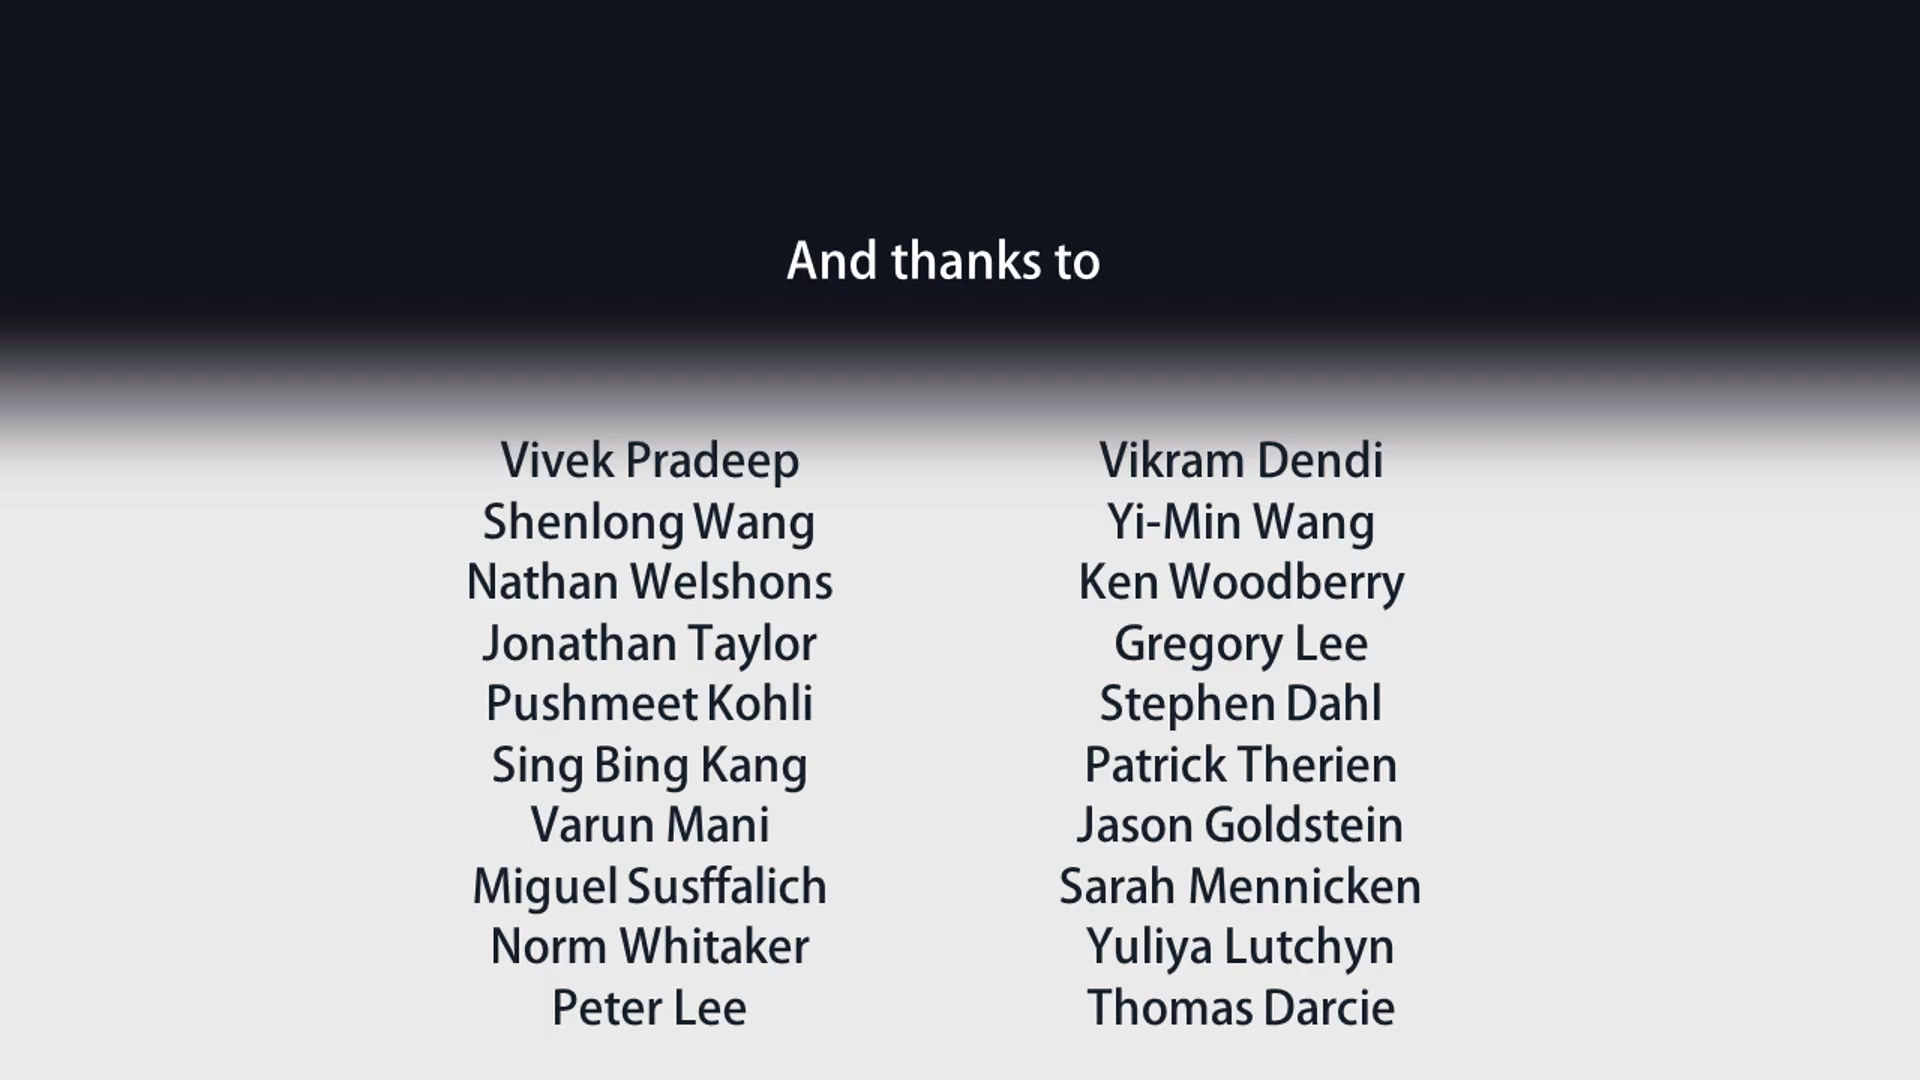 And thanks to
Vivek Pradeep
Shenlong Wang
Nathan Welshons
Jonathan Taylor
Pushmeet Kohli
Sing Bing Kang
Varun Mani
Miguel Susffalich
Norm Whitaker
Peter Lee
Vikram Dendi
Yi-Min Wang
Ken Woodberry
Gregory Lee
Stephen Dahl
Patrick Therien
Jason Goldstein
Sarah Mennicken
Yuliya Lutchyn
Thomas Darcie